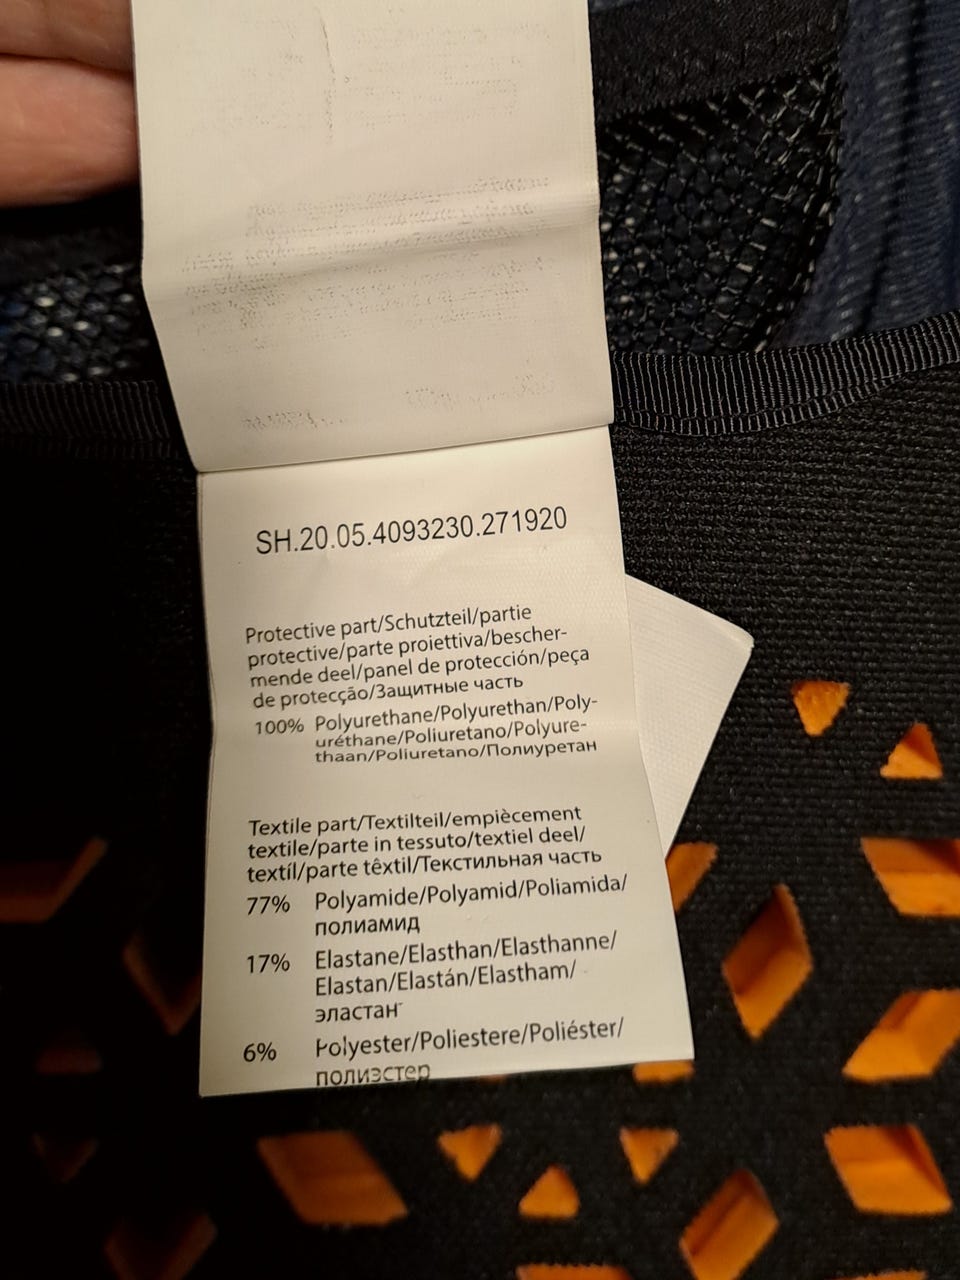 SH.20.05.4093230.271920
Protective part/Schutzteil/partie
protective/parte proiettiva/bescher-
mende deel/panel de protección/peça
de protecção/Защитные часть
100% Polyurethane/Polyurethan/Poly-
uréthane/Poliuretano/Polyure-
thaan/Poliuretano/Полиуретан
Textile part/Textilteil/empiècement
textile/parte in tessuto/textiel deel/
textíl/parte têxtil/Текстильная часть
77% Polyamide/Polyamid/Poliamida/
полиамид
17% Elastane/Elasthan/Elasthanne/
Elastan/Elastán/Elastham/
эластан
6% Polyester/Poliestere/Poliéster/
полиэстер